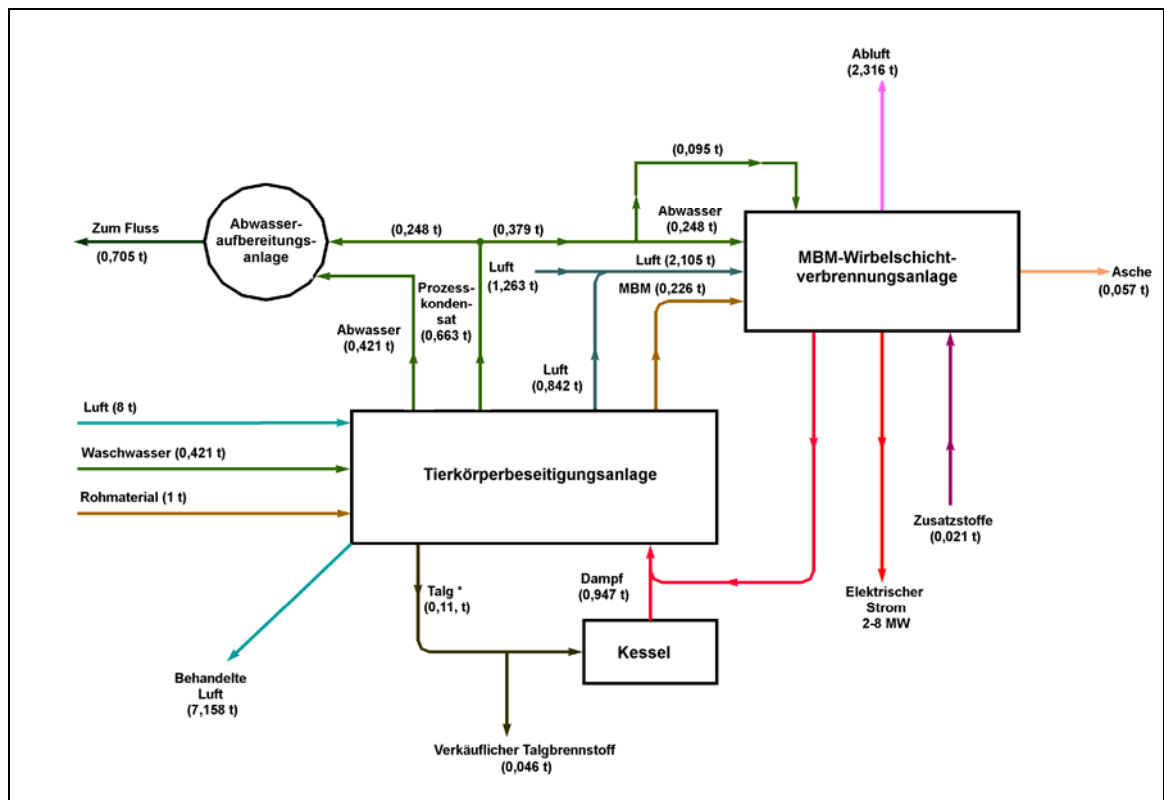 Abluft
(2,316 t)
(0,095 t)
Zum Fluss
(0,705 t)
Abwasser-
aufbereitungs-
anlage
(0,248 t)
(0,379 t)
Abwasser
(0,248 t)
MBM-Wirbelschicht-
verbrennungsanlage
Luft
(1,263 t)
Luft (2,105 t)
MBM (0,226 t)
Asche
(0,057 t)
Prozess-
konden-
sat
(0,663 t)
Abwasser
(0,421 t)
Luft
(0,842 t)
Luft (8 t)
Waschwasser (0,421 t)
Rohmaterial (1 t)
Tierkörperbeseitigungsanlage
Zusatzstoffe
(0,021 t)
Talg *
(0,11, t)
Dampf
(0,947 t)
Elektrischer
Strom
2-8 MW
Kessel
Behandelte
Luft
(7,158 t)
Verkäuflicher Talgbrennstoff
(0,046 t)